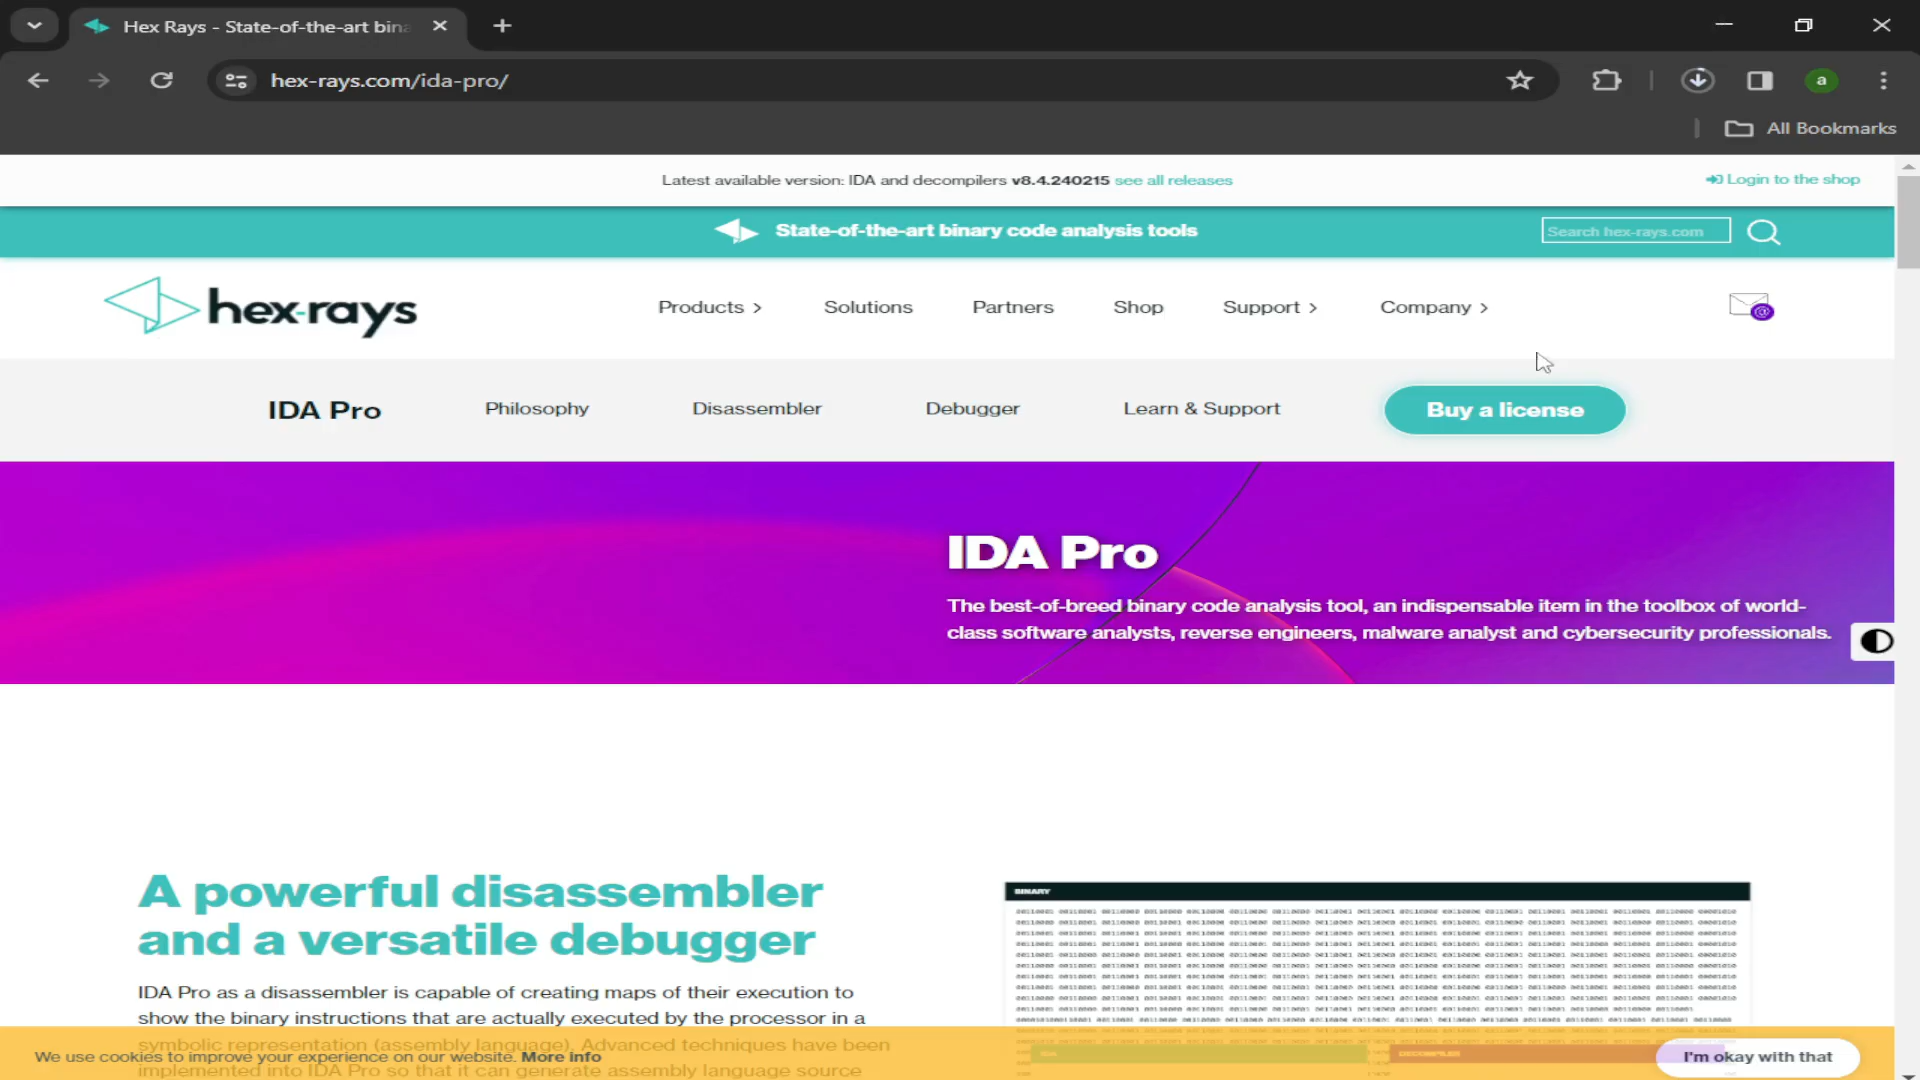 Hex Rays - State-of-the-art bina
hex-rays.com/ida-pro/
a
All Bookmarks
Latest available version: IDA and decompilers v8.4.240215 see all releases
Login to the shop
State-of-the-art binary code analysis tools
Search hex-rays.com
hex-rays
Products >
Solutions
Partners
Shop
Support >
Company >
@
IDA Pro
Philosophy
Disassembler
Debugger
Learn & Support
Buy a license
IDA Pro
The best-of-breed binary code analysis tool, an indispensable item in the toolbox of world-
class software analysts, reverse engineers, malware analyst and cybersecurity professionals.
A powerful disassembler
and a versatile debugger
BINARY
IDA Pro as a disassembler is capable of creating maps of their execution to
show the binary instructions that are actually executed by the processor in a
symbolic representation (assembly language). Advanced techniques have been
implemented into IDA Pro so that it can generate assembly language source
We use cookies to improve your experience on our website. More info
IDA
DECOMPILER
I'm okay with that